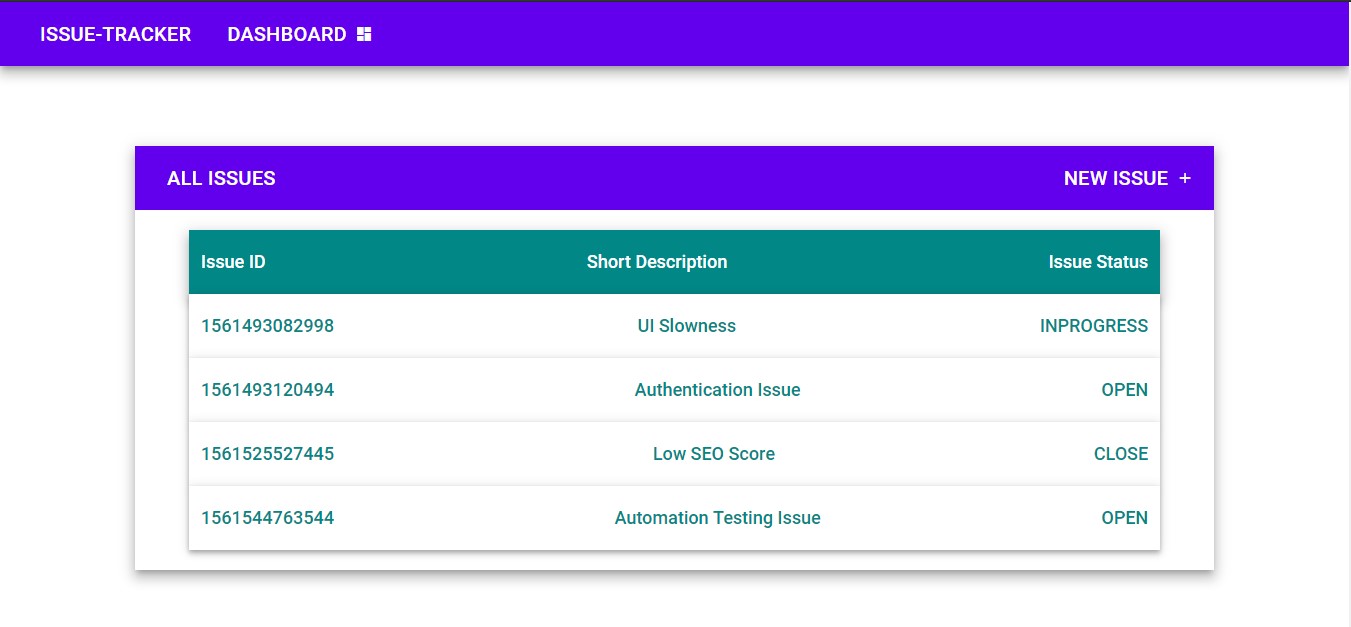 ISSUE-TRACKER DASHBOARD
ALL ISSUES NEW ISSUE +
Issue ID Short Description Issue Status
1561493082998 UI Slowness INPROGRESS
1561493120494 Authentication Issue OPEN
1561525527445 Low SEO Score CLOSE
1561544763544 Automation Testing Issue OPEN